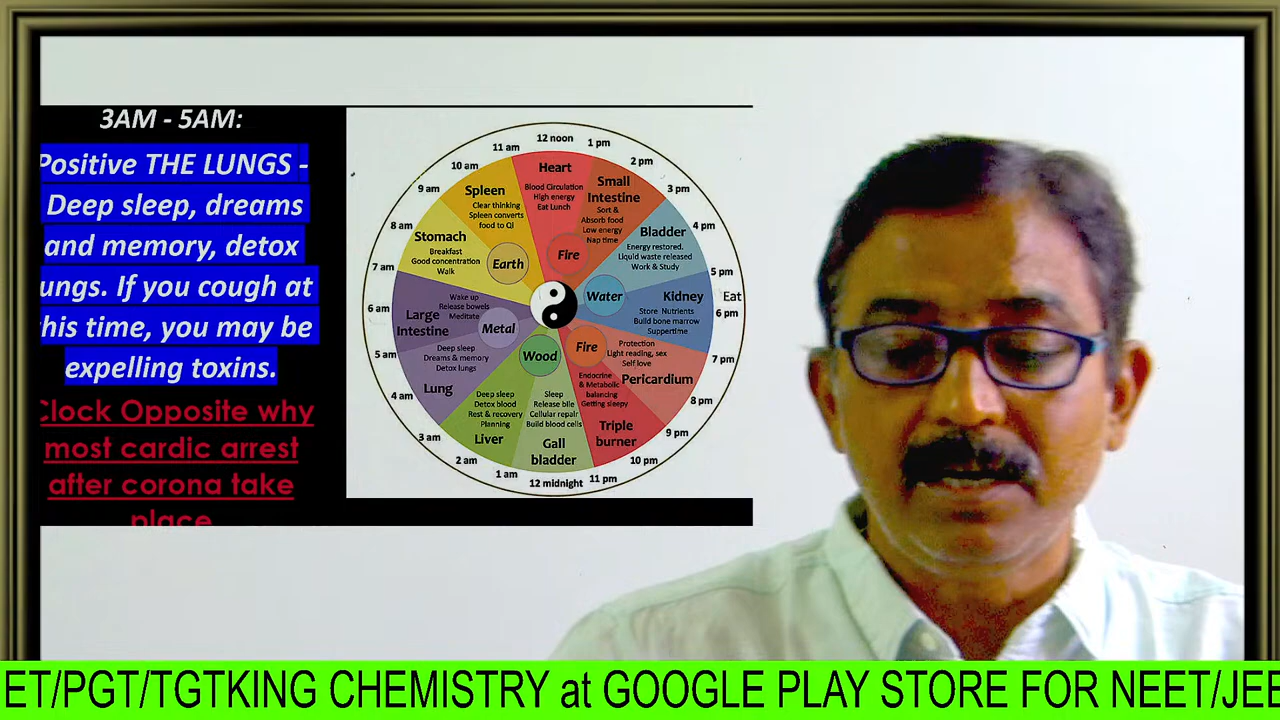 3AM - 5AM:
Positive THE LUNGS -
Deep sleep, dreams
and memory, detox
ungs. If you cough at
his time, you may be
expelling toxins.
Clock Opposite why
most cardic arrest
after corona take
place
12 noon
1 pm
2 pm
3 pm
4 pm
5 pm
Eat
6 pm
7 pm
8 pm
9 pm
10 pm
11 pm
12 midnight
1 am
2 am
3 am
4 am
5 am
6 am
7 am
8 am
9 am
10 am
11 am
Heart
Blood Circulation
High energy
Eat Lunch
Small
Intestine
Sort &
Absorb food
Low energy
Nap time
Fire
Bladder
Energy restored.
Liquid waste released
Work & Study
Water
Kidney
Store Nutrients
Build bone marrow
Suppertime
Protection
Light reading, sex
Self love
Pericardium
Fire
Endocrine
& Metabolic
balancing
Getting sleepy
Triple
burner
Sleep
Release bile
Cellular repair
Build blood cells
Gall
bladder
Wood
Deep sleep
Detox blood
Rest & recovery
Planning
Liver
Deep sleep
Dreams & memory
Detox lungs
Lung
Metal
Wake up
Release bowels
Meditate
Large
Intestine
Stomach
Breakfast
Good concentration
Walk
Earth
Spleen
Clear thinking
Spleen converts
food to QI
ET/PGT/TGTKING CHEMISTRY at GOOGLE PLAY STORE FOR NEET/JEE